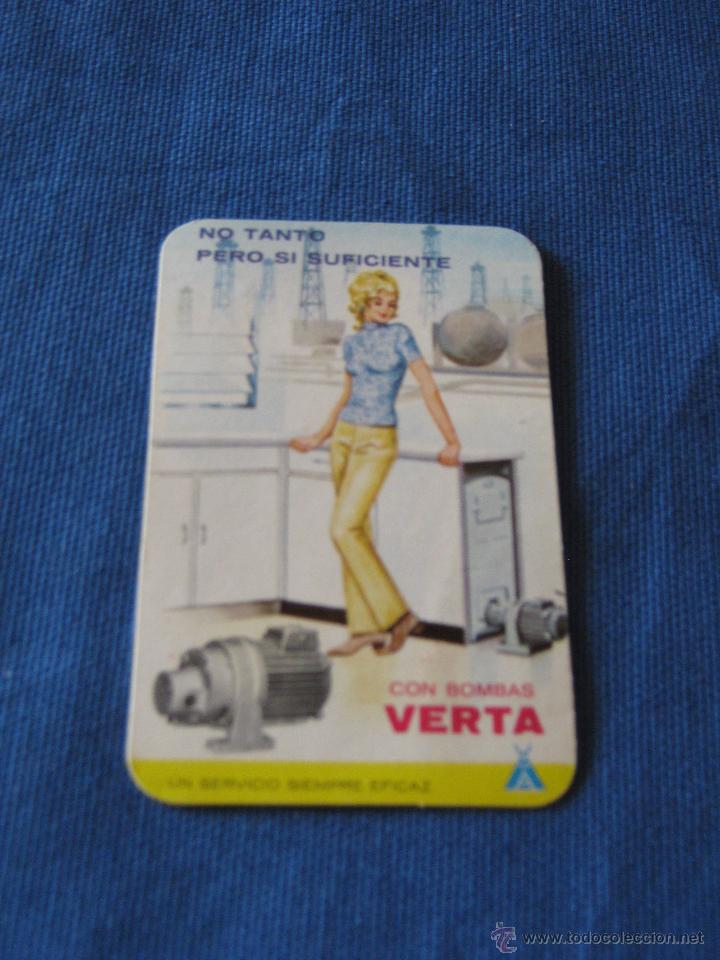 NO TANTO
PERO SI SUFICIENTE
CON BOMBAS
VERTA
UN SERVICIO SIEMPRE EFICAZ
© www.todocoleccion.net